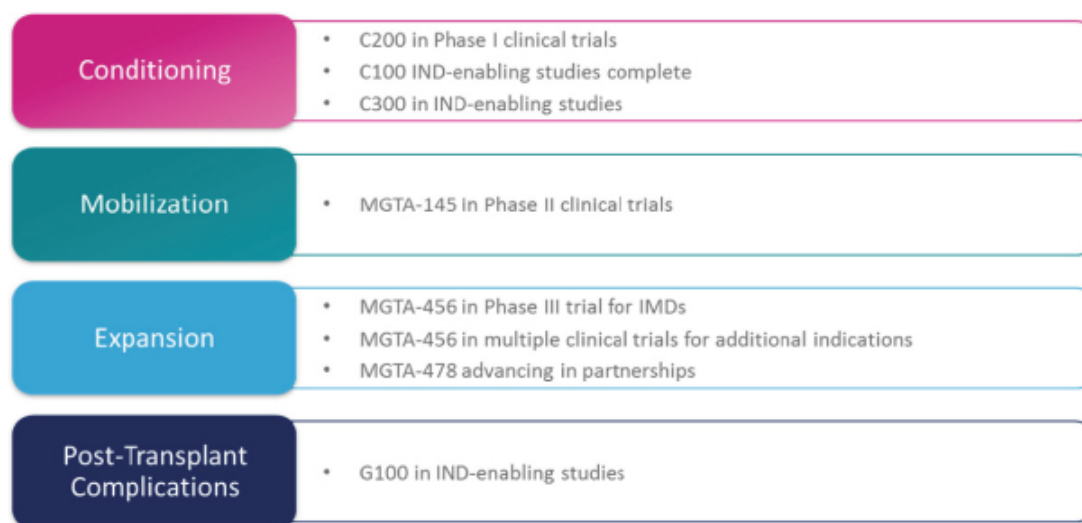 Conditioning
• C200 in Phase I clinical trials
• C100 IND-enabling studies complete
• C300 in IND-enabling studies
Mobilization
• MGTA-145 in Phase II clinical trials
Expansion
• MGTA-456 in Phase III trial for IMDs
• MGTA-456 in multiple clinical trials for additional indications
• MGTA-478 advancing in partnerships
Post-Transplant
Complications
• G100 in IND-enabling studies